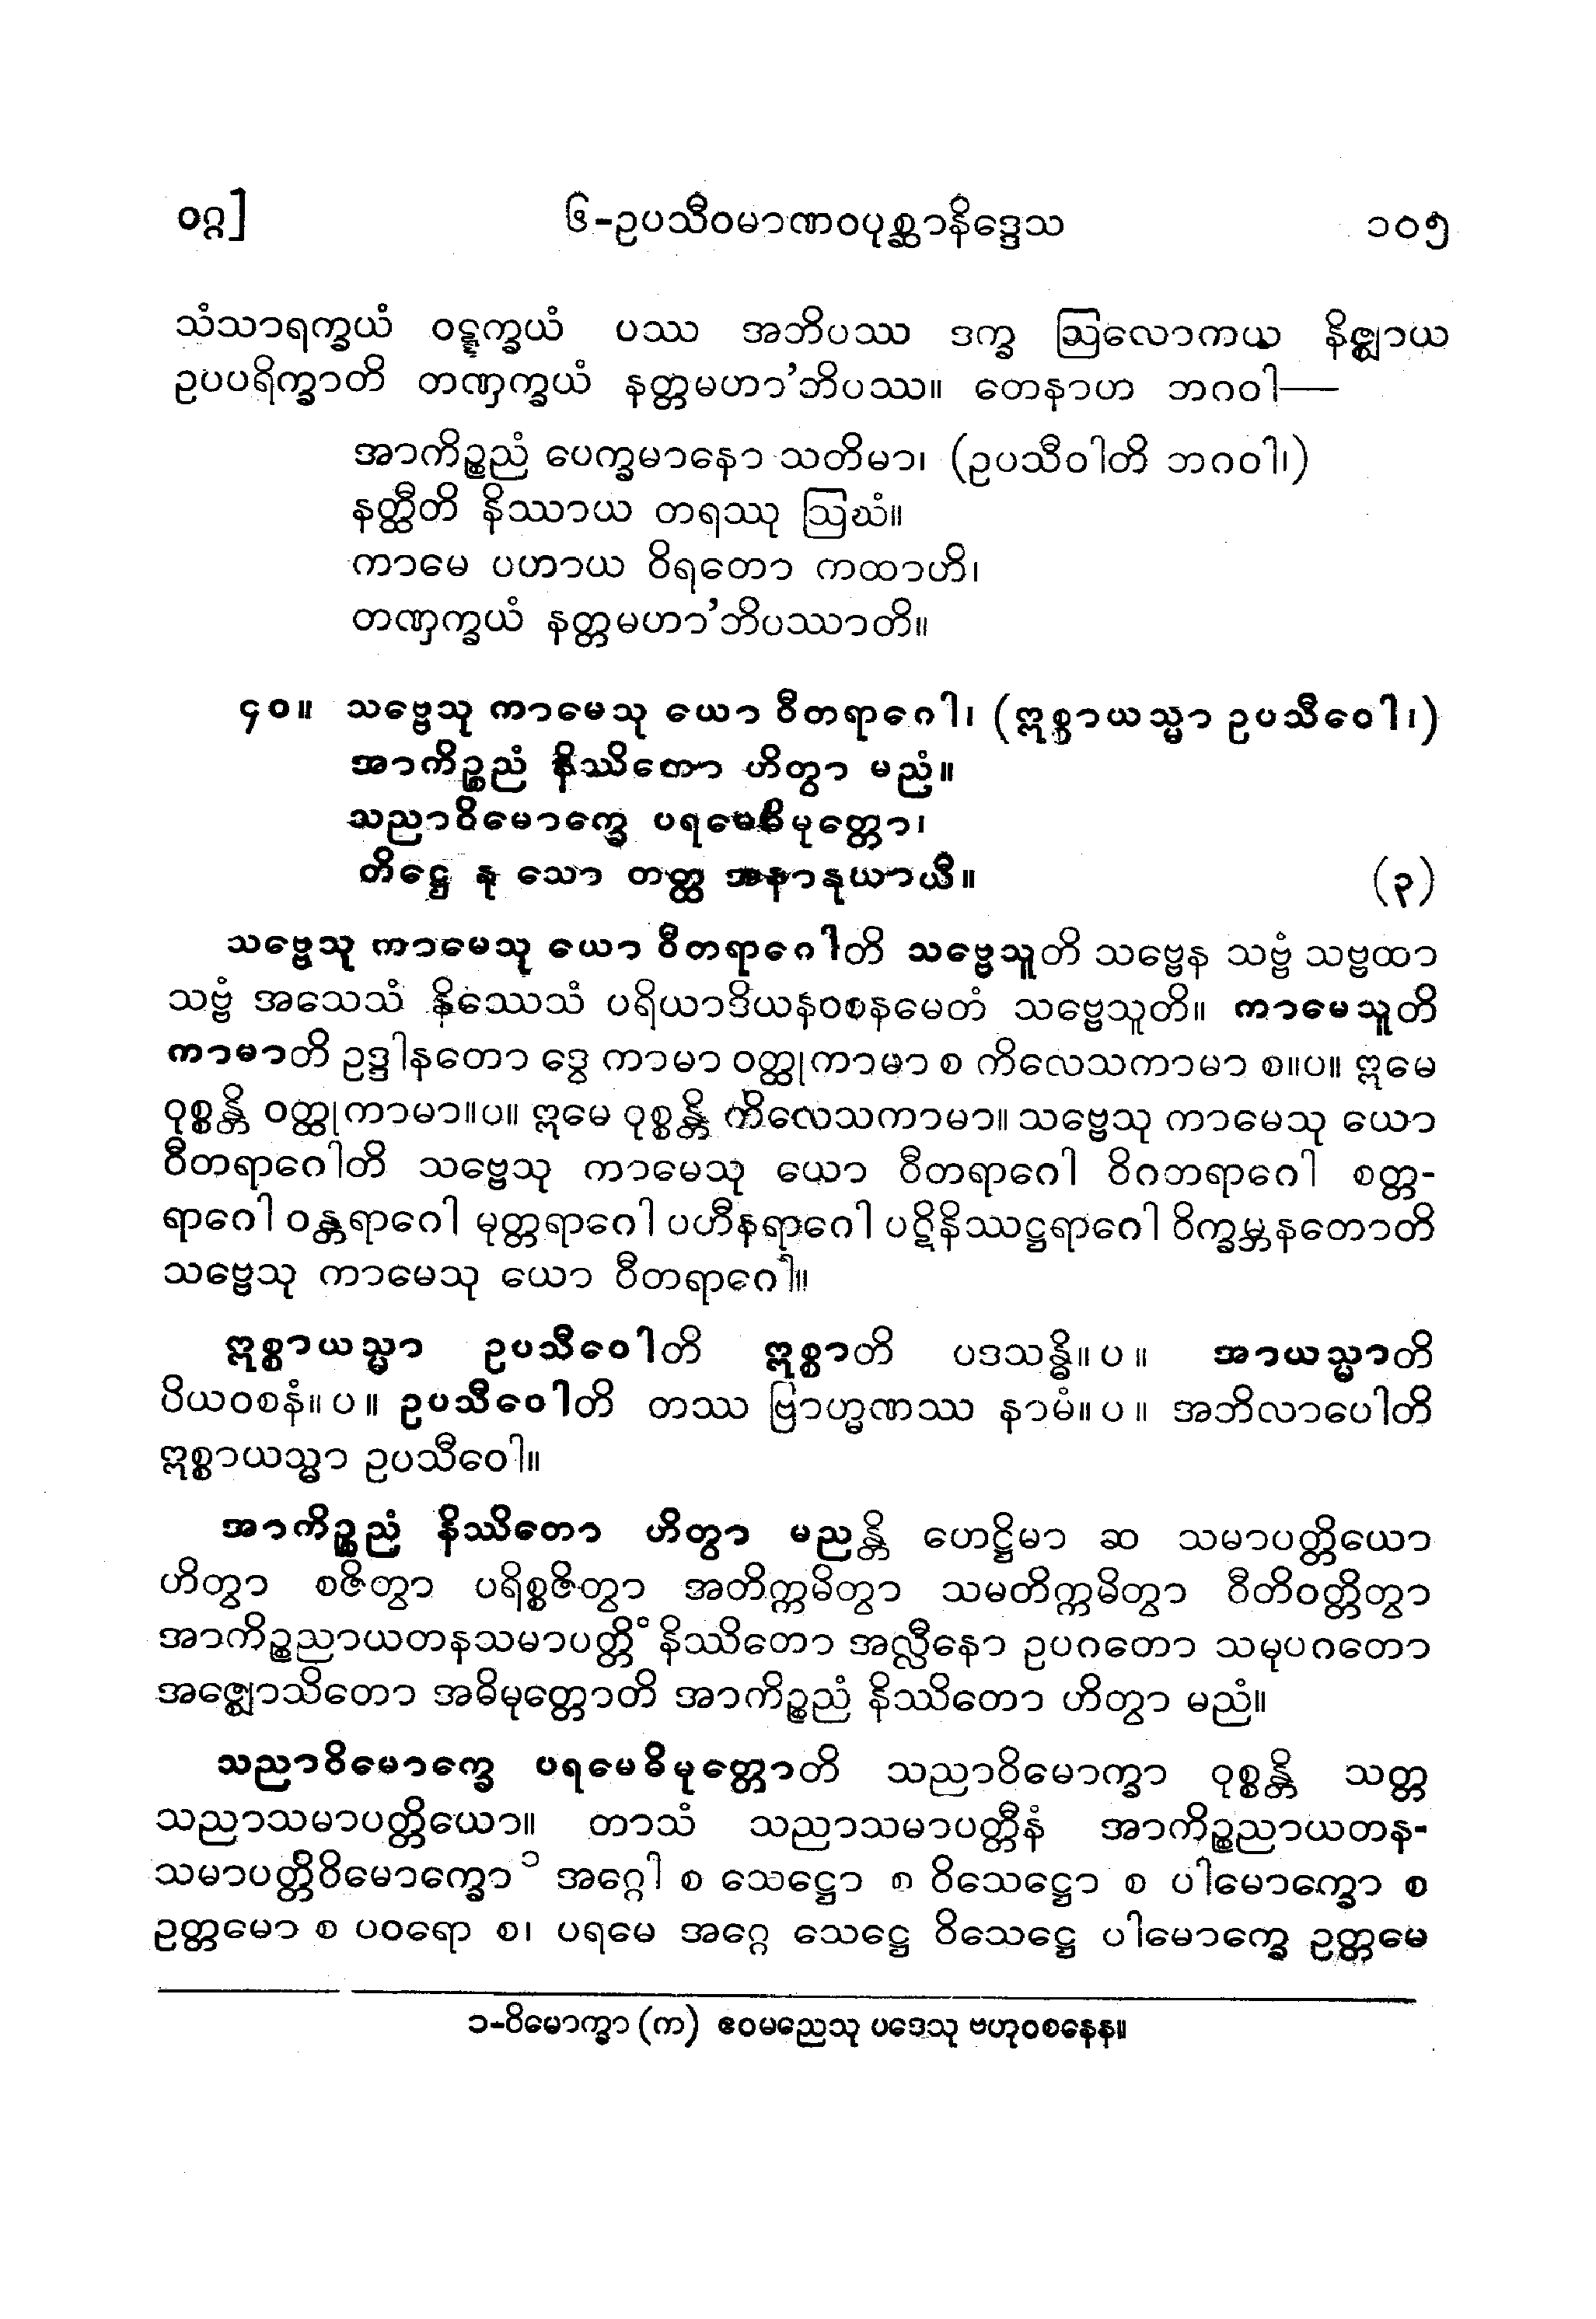 ဝဂ္ဂ]
၆-ဥပသီဝမာဏဝပုစ္ဆာနိဒ္ဒေသ
၁၀၅
သံသာရက္ခယံ ဝဋ္ဋက္ခယံ ပဿ အဘိပဿ ဒက္ခ ဩလောကယ နိဇ္ဈာယ
ဥပပရိက္ခာတိ တဏှက္ခယံ နတ္တမဟာ'ဘိပဿ။ တေနာဟ ဘဂဝါ—
အာကိဉ္စညံ ပေက္ခမာနော သတိမာ၊ (ဥပသီဝါတိ ဘဂဝါ၊)
နတ္ထီတိ နိဿာယ တရဿု ဩဃံ။
ကာမေ ပဟာယ ဝိရတော ကထာဟိ၊
တဏှက္ခယံ နတ္တမဟာ'ဘိပဿာတိ။
၄၀။ သဗ္ဗေသု ကာမေသု ယော ဝီတရာဂေါ၊ (ဣစ္စာယသ္မာ ဥပသီဝေါ၊)
အာကိဉ္စညံ နိဿိတော ဟိတွာ မညံ။
သညာဝိမောက္ခေ ပရမေဓိမုတ္တော၊
တိဋ္ဌေ နု သော တတ္ထ အနာနုယာယီ။ (၃)
သဗ္ဗေသု ကာမေသု ယော ဝီတရာဂေါတိ သဗ္ဗေသူတိ သဗ္ဗေန သဗ္ဗံ သဗ္ဗထာ
သဗ္ဗံ အသေသံ နိဿေသံ ပရိယာဒိယနဝစနမေတံ သဗ္ဗေသူတိ။ ကာမေသူတိ
ကာမာတိ ဥဒ္ဒါနတော ဒွေ ကာမာ ဝတ္ထုကာမာ စ ကိလေသကာမာ စ။ပ။ ဣမေ
ဝုစ္စန္တိ ဝတ္ထုကာမာ။ပ။ ဣမေ ဝုစ္စန္တိ ကိလေသကာမာ။ သဗ္ဗေသု ကာမေသု ယော
ဝီတရာဂေါတိ သဗ္ဗေသု ကာမေသု ယော ဝီတရာဂေါ ဝိဂတရာဂေါ စတ္တ-
ရာဂေါ ဝန္တရာဂေါ မုတ္တရာဂေါ ပဟီနရာဂေါ ပဋိနိဿဋ္ဌရာဂေါ ဝိက္ခမ္ဘနတောတိ
သဗ္ဗေသု ကာမေသု ယော ဝီတရာဂေါ။
ဣစ္စာယသ္မာ ဥပသီဝေါတိ ဣစ္စာတိ ပဒသန္ဓိ။ပ။ အာယသ္မာတိ
ပိယဝစနံ။ပ။ ဥပသီဝေါတိ တဿ ဗြာဟ္မဏဿ နာမံ။ပ။ အဘိလာပေါတိ
ဣစ္စာယသ္မာ ဥပသီဝေါ။
အာကိဉ္စညံ နိဿိတော ဟိတွာ မညန္တိ ဟေဋ္ဌိမာ ဆ သမာပတ္တိယော
ဟိတွာ စဇိတွာ ပရိစ္စဇိတွာ အတိက္ကမိတွာ သမတိက္ကမိတွာ ဝီတိဝတ္တိတွာ
အာကိဉ္စညာယတနသမာပတ္တိံ နိဿိတော အလ္လီနော ဥပဂတော သမုပဂတော
အဇ္ဈောသိတော အဓိမုတ္တောတိ အာကိဉ္စညံ နိဿိတော ဟိတွာ မညံ။
သညာဝိမောက္ခေ ပရမေဓိမုတ္တောတိ သညာဝိမောက္ခာ ဝုစ္စန္တိ သတ္တ
သညာသမာပတ္တိယော။ တာသံ သညာသမာပတ္တီနံ အာကိဉ္စညာယတန-
သမာပတ္တိဝိမောက္ခော ၁ အဂ္ဂေါ စ သေဋ္ဌော စ ဝိသေဋ္ဌော စ ပါမောက္ခော စ
ဥတ္တမော စ ပဝရော စ၊ ပရမေ အဂ္ဂေ သေဋ္ဌေ ဝိသေဋ္ဌေ ပါမောက္ခေ ဥတ္တမေ
၁-ဝိမောက္ခာ (က) ဧဝမညေသု ပဒေသု ဗဟုဝစနေန။